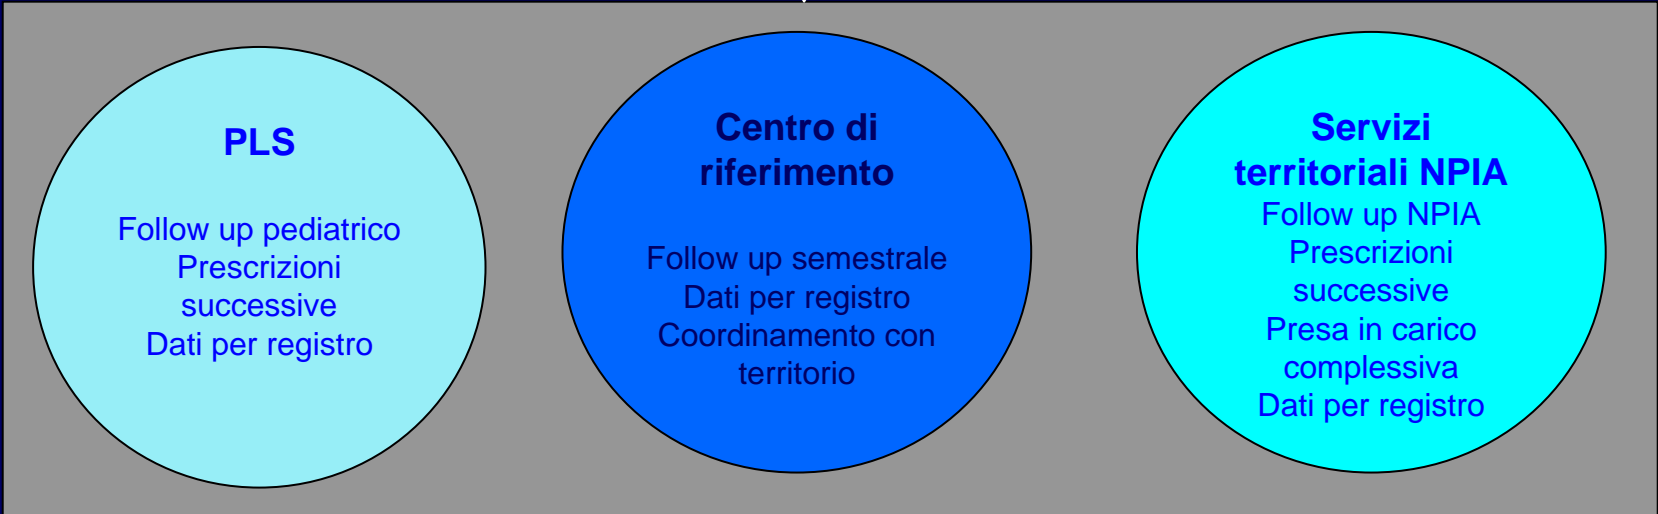 PLS
Follow up pediatrico
Prescrizioni
successive
Dati per registro
Centro di
riferimento
Follow up semestrale
Dati per registro
Coordinamento con
territorio
Servizi
territoriali NPIA
Follow up NPIA
Prescrizioni
successive
Presa in carico
complessiva
Dati per registro